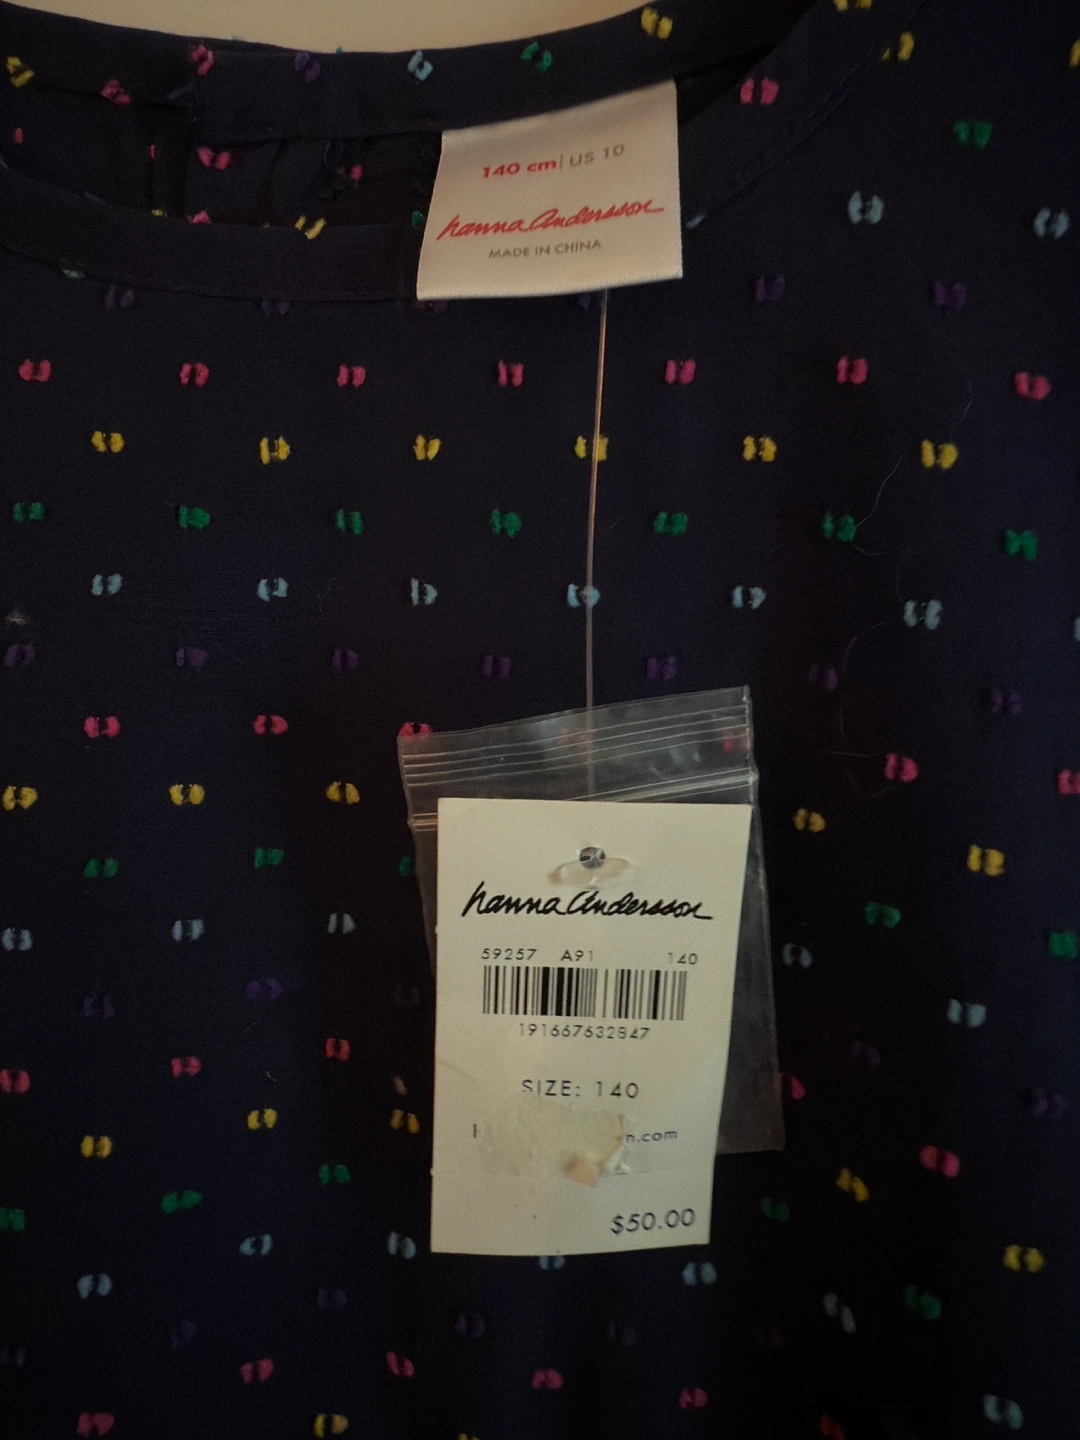 140 cm | US 10
hanna Andersson
MADE IN CHINA
hanna Andersson
59257 A91 140
191667632847
SIZE: 140
n.com
$50.00